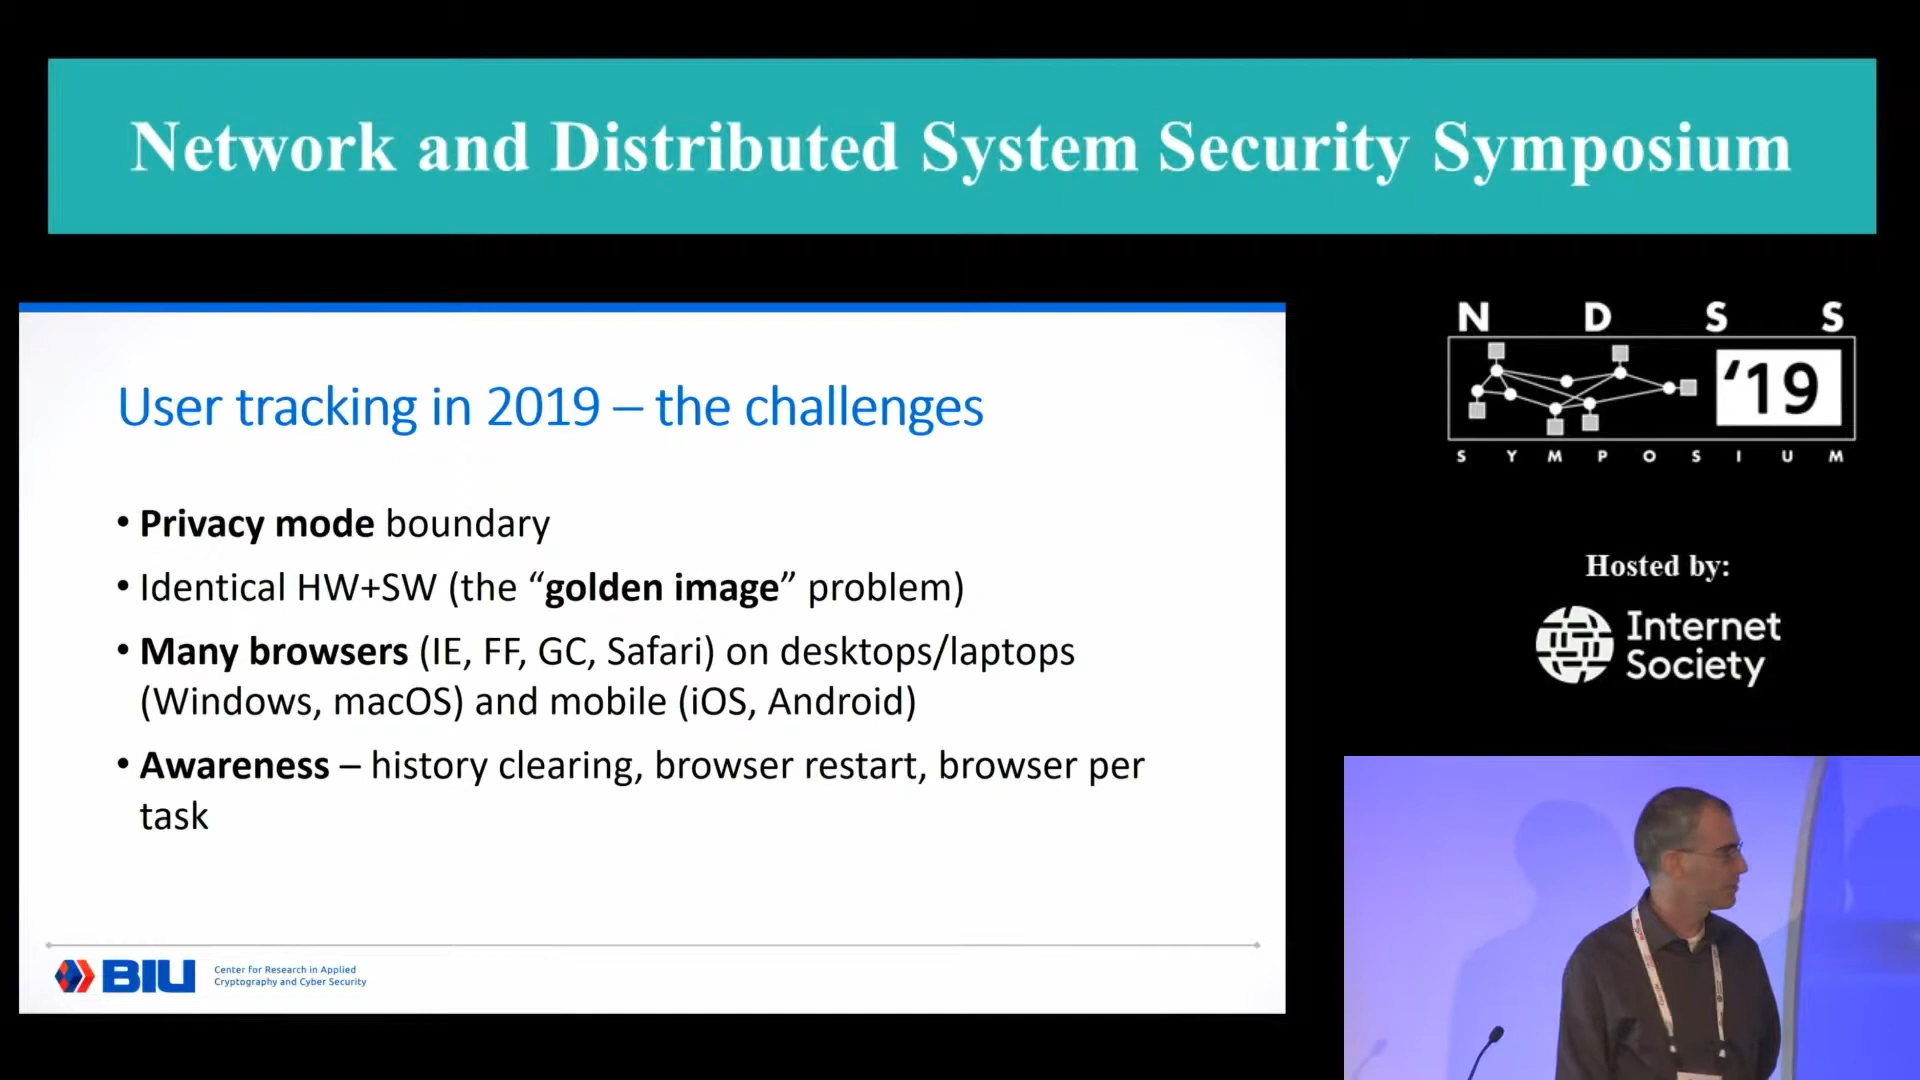 Network and Distributed System Security Symposium
User tracking in 2019 – the challenges
• Privacy mode boundary
• Identical HW+SW (the “golden image” problem)
• Many browsers (IE, FF, GC, Safari) on desktops/laptops
(Windows, macOS) and mobile (iOS, Android)
• Awareness – history clearing, browser restart, browser per
task
BIU
Center for Research in Applied
Cryptography and Cyber Security
N D S S
‘19
S Y M P O S I U M
Hosted by:
Internet
Society